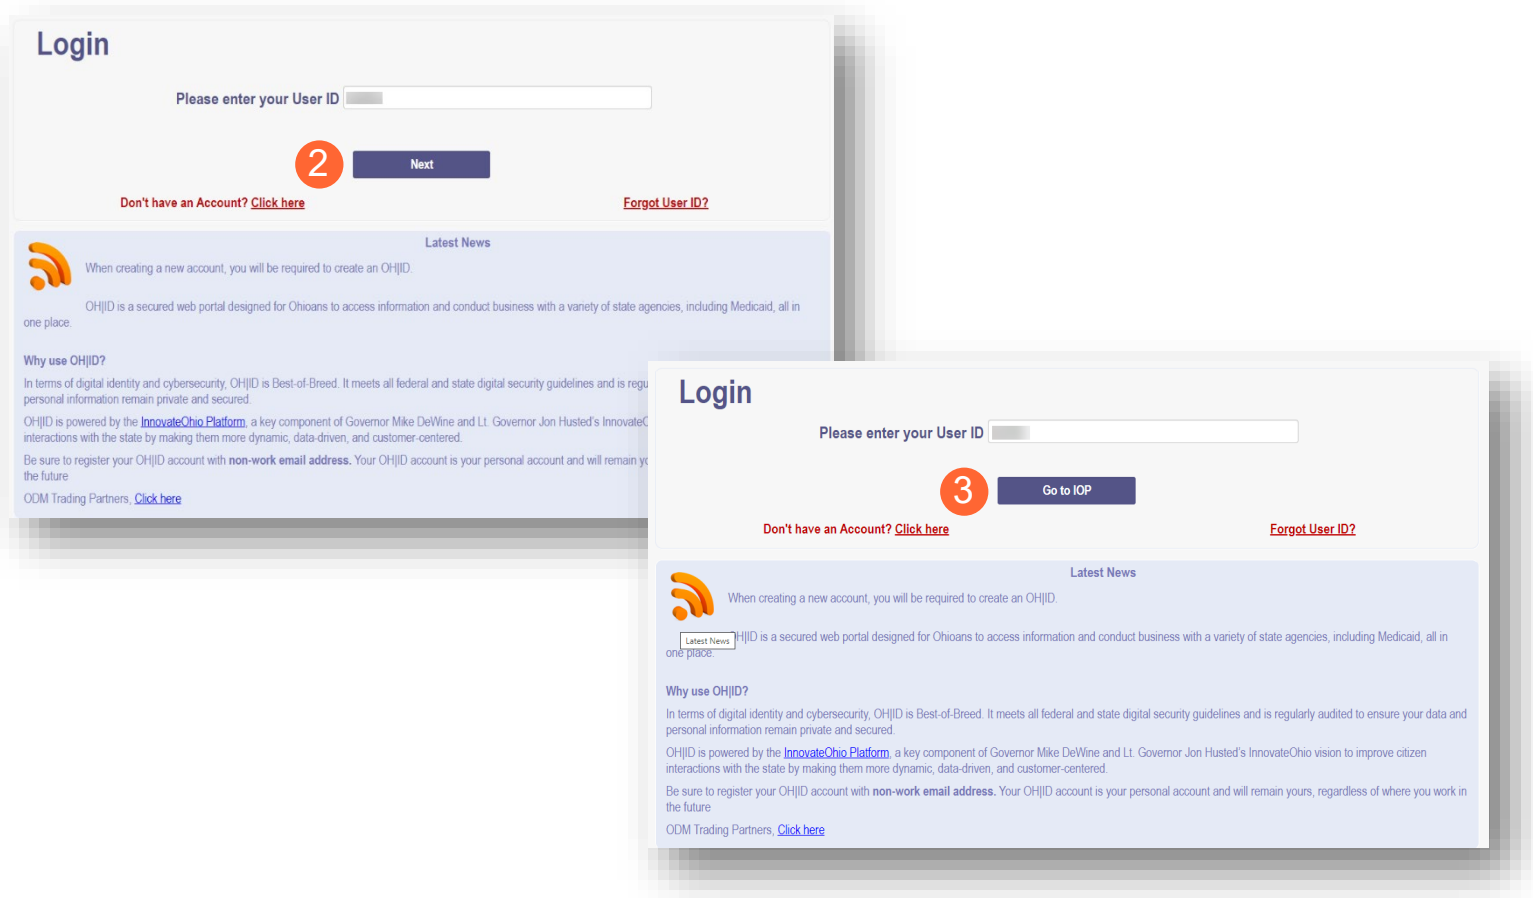 Login
Please enter your User ID
2
Next
Don't have an Account? Click here
Forgot User ID?
Latest News
When creating a new account, you will be required to create an OH|ID.
OH|ID is a secured web portal designed for Ohioans to access information and conduct business with a variety of state agencies, including Medicaid, all in
one place.
Why use OH|ID?
In terms of digital identity and cybersecurity, OH|ID is Best-of-Breed. It meets all federal and state digital security guidelines and is regu
personal information remain private and secured.
OH|ID is powered by the InnovateOhio Platform, a key component of Governor Mike DeWine and Lt. Governor Jon Husted's InnovateO
interactions with the state by making them more dynamic, data-driven, and customer-centered.
Be sure to register your OH|ID account with non-work email address. Your OH|ID account is your personal account and will remain yo
the future
ODM Trading Partners, Click here
Login
Please enter your User ID
3
Go to IOP
Don't have an Account? Click here
Forgot User ID?
Latest News
When creating a new account, you will be required to create an OH|ID.
Latest News
H|ID is a secured web portal designed for Ohioans to access information and conduct business with a variety of state agencies, including Medicaid, all in
one place.
Why use OH|ID?
In terms of digital identity and cybersecurity, OH|ID is Best-of-Breed. It meets all federal and state digital security guidelines and is regularly audited to ensure your data and
personal information remain private and secured.
OH|ID is powered by the InnovateOhio Platform, a key component of Governor Mike DeWine and Lt. Governor Jon Husted's InnovateOhio vision to improve citizen
interactions with the state by making them more dynamic, data-driven, and customer-centered.
Be sure to register your OH|ID account with non-work email address. Your OH|ID account is your personal account and will remain yours, regardless of where you work in
the future
ODM Trading Partners, Click here